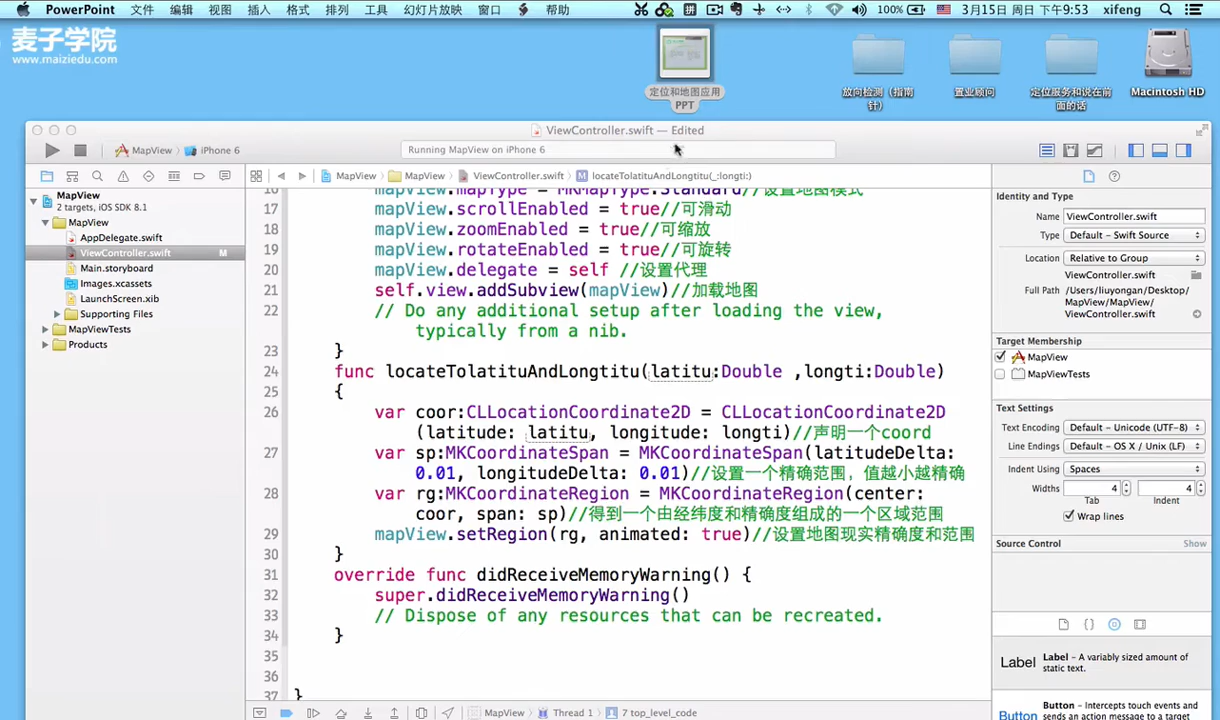 PowerPoint 文件 编辑 视图 插入 格式 排列 工具 幻灯片放映 窗口 帮助 拼 100% 3月15日 周日 下午9:53 xifeng
麦子学院
www.maiziedu.com
定位和地图应用
PPT
放向检测（指南
针）
置业顾问
定位服务和说在前
面的话
Macintosh HD
ViewController.swift — Edited
MapView
iPhone 6
Running MapView on iPhone 6
MapView
MapView
ViewController.swift
M
locateTolatituAndLongtitu(_:longti:)
MapView
2 targets, iOS SDK 8.1
MapView
AppDelegate.swift
ViewController.swift
M
Main.storyboard
Images.xcassets
LaunchScreen.xib
Supporting Files
MapViewTests
Products
16 mapView.mapType = MKMapType.Standard//设置地图模式
17 mapView.scrollEnabled = true//可滑动
18 mapView.zoomEnabled = true//可缩放
19 mapView.rotateEnabled = true//可旋转
20 mapView.delegate = self //设置代理
21 self.view.addSubview(mapView)//加载地图
22 // Do any additional setup after loading the view,
typically from a nib.
23 }
24 func locateTolatituAndLongtitu(latitu:Double ,longti:Double)
25 {
26 var coor:CLLocationCoordinate2D = CLLocationCoordinate2D
(latitude: latitu, longitude: longti)//声明一个coord
27 var sp:MKCoordinateSpan = MKCoordinateSpan(latitudeDelta:
0.01, longitudeDelta: 0.01)//设置一个精确范围，值越小越精确
28 var rg:MKCoordinateRegion = MKCoordinateRegion(center:
coor, span: sp)//得到一个由经纬度和精确度组成的一个区域范围
29 mapView.setRegion(rg, animated: true)//设置地图现实精确度和范围
30 }
31 override func didReceiveMemoryWarning() {
32 super.didReceiveMemoryWarning()
33 // Dispose of any resources that can be recreated.
34 }
35
36
37 }
MapView
Thread 1
7 top_level_code
Identity and Type
Name ViewController.swift
Type Default - Swift Source
Location Relative to Group
ViewController.swift
Full Path /Users/liuyongan/Desktop/
MapView/MapView/
ViewController.swift
Target Membership
MapView
MapViewTests
Text Settings
Text Encoding Default - Unicode (UTF-8)
Line Endings Default - OS X / Unix (LF)
Indent Using Spaces
Widths 4 4
Tab Indent
Wrap lines
Source Control Show
Label
Label - A variably sized amount of
static text.
Button
Button - Intercepts touch events and
sends an action message to a target